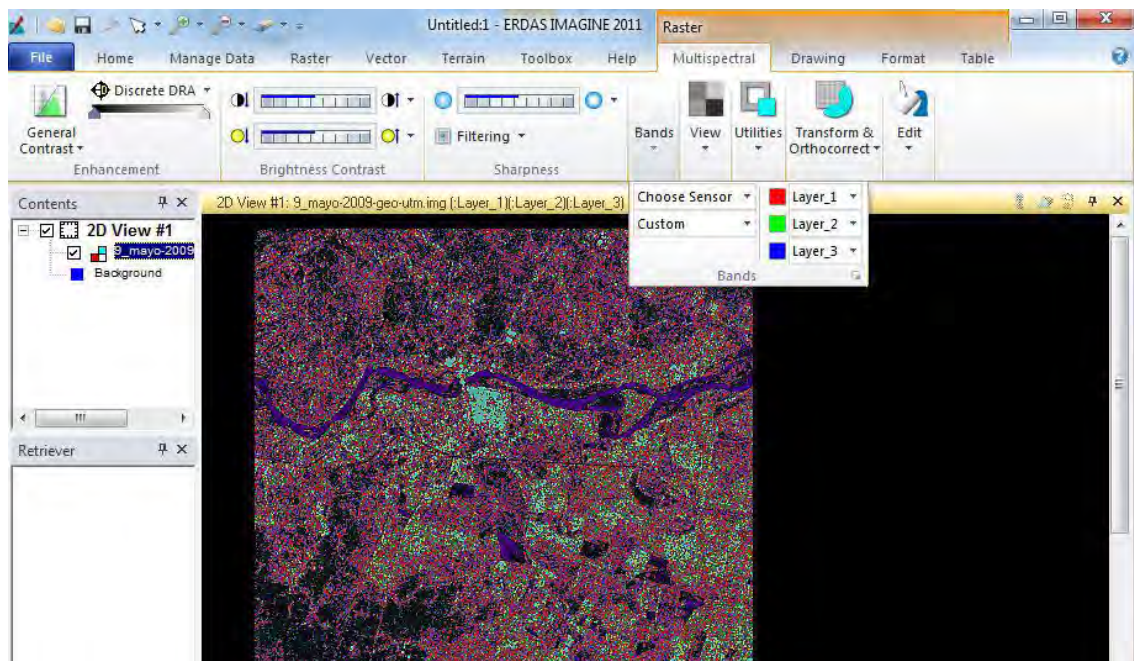 Untitled:1 - ERDAS IMAGINE 2011
Raster
File Home Manage Data Raster Vector Terrain Toolbox Help Multispectral Drawing Format Table
Discrete DRA
General
Contrast
Filtering
Bands View Utilities Transform &
Orthocorrect
Edit
Enhancement Brightness Contrast Sharpness
Choose Sensor Layer_1
Custom Layer_2
Layer_3
Bands
Contents
2D View #1: 9_mayo-2009-geo-utm.img (:Layer_1)(:Layer_2)(:Layer_3)
2D View #1
9_mayo-2009
Background
Retriever